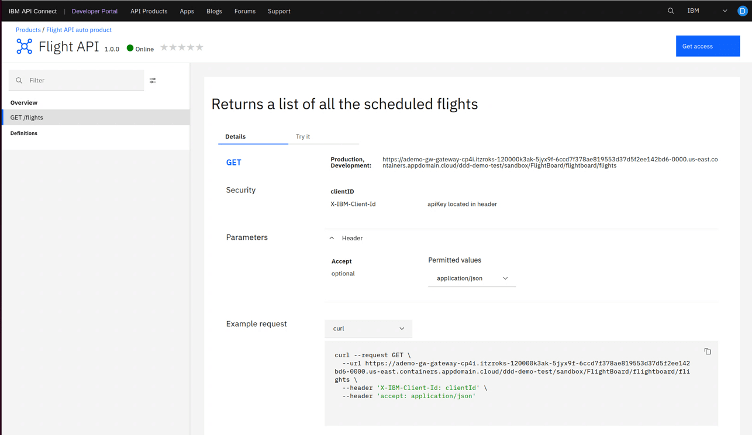 IBM API Connect | Developer Portal API Products Apps Blogs Forums Support IBM
Products / Flight API auto product
Flight API 1.0.0 Online
Get access
Filter
Overview
GET /flights
Definitions
Returns a list of all the scheduled flights
Details Try it
GET
Production, Development:
https://ademo-gw-gateway-cp4i.itzroks-120000k3ak-5jyx9f-6ccd7f378ae819553d37d5f2ee142bd6-0000.us-east.co
ntainers.appdomain.cloud/ddd-demo-test/sandbox/FlightBoard/flightboard/flights
Security
clientID
X-IBM-Client-Id apiKey located in header
Parameters
Header
Accept Permitted values
optional
application/json
Example request
curl
curl --request GET \
--url https://ademo-gw-gateway-cp4i.itzroks-120000k3ak-5jyx9f-6ccd7f378ae819553d37d5f2ee142
bd6-0000.us-east.containers.appdomain.cloud/ddd-demo-test/sandbox/FlightBoard/flightboard/fli
ghts \
--header 'X-IBM-Client-Id: clientId' \
--header 'accept: application/json'